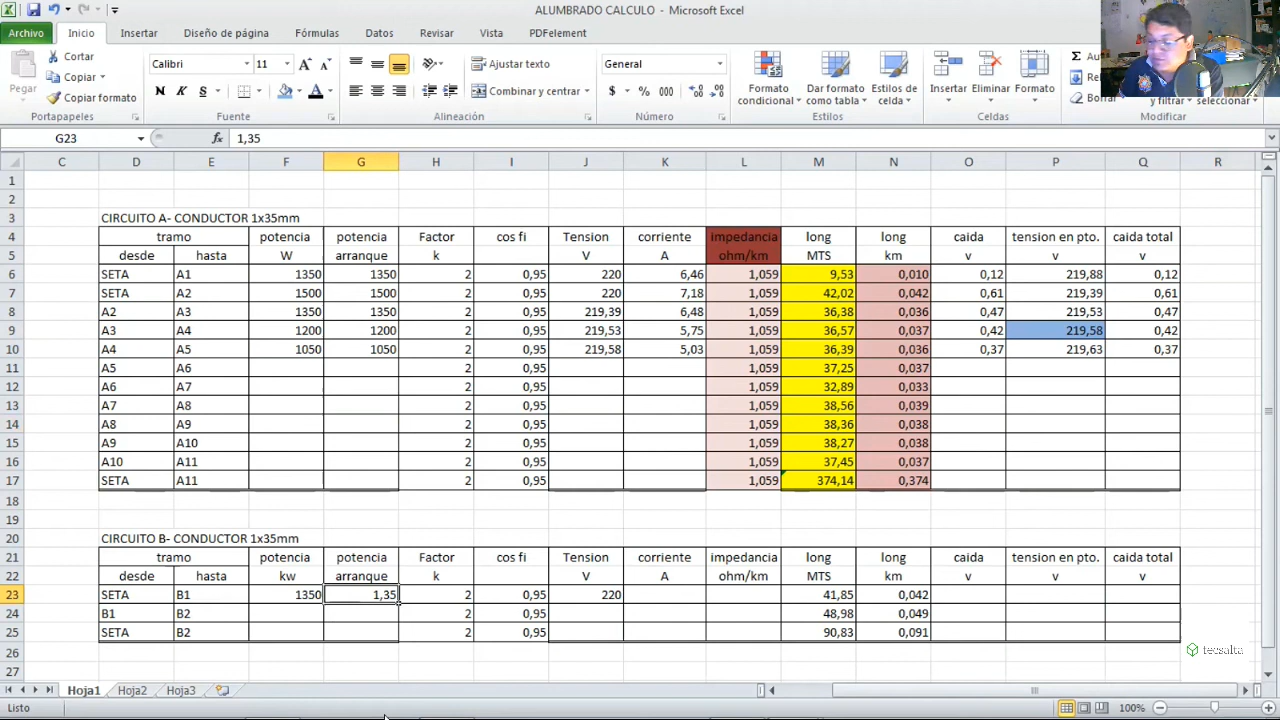 ALUMBRADO CALCULO - Microsoft Excel
Archivo Inicio Insertar Diseño de página Fórmulas Datos Revisar Vista PDFelement
Cortar
Copiar
Copiar formato
Pegar
Portapapeles
Calibri 11
N K S
Fuente
Ajustar texto
Combinar y centrar
Alineación
General
$ % 000
Número
Formato condicional
Dar formato como tabla
Estilos de celda
Estilos
Insertar
Eliminar
Formato
Celdas
Borrar
y filtrar seleccionar
Modificar
G23 fx 1,35
C D E F G H I J K L M N O P Q R
1
2
3 CIRCUITO A- CONDUCTOR 1x35mm
4 tramo potencia potencia Factor cos fi Tension corriente impedancia long long caida tension en pto. caida total
5 desde hasta W arranque k V A ohm/km MTS km v v v
6 SETA A1 1350 1350 2 0,95 220 6,46 1,059 9,53 0,010 0,12 219,88 0,12
7 SETA A2 1500 1500 2 0,95 220 7,18 1,059 42,02 0,042 0,61 219,39 0,61
8 A2 A3 1350 1350 2 0,95 219,39 6,48 1,059 36,38 0,036 0,47 219,53 0,47
9 A3 A4 1200 1200 2 0,95 219,53 5,75 1,059 36,57 0,037 0,42 219,58 0,42
10 A4 A5 1050 1050 2 0,95 219,58 5,03 1,059 36,39 0,036 0,37 219,63 0,37
11 A5 A6 2 0,95 1,059 37,25 0,037
12 A6 A7 2 0,95 1,059 32,89 0,033
13 A7 A8 2 0,95 1,059 38,56 0,039
14 A8 A9 2 0,95 1,059 38,36 0,038
15 A9 A10 2 0,95 1,059 38,27 0,038
16 A10 A11 2 0,95 1,059 37,45 0,037
17 SETA A11 2 0,95 1,059 374,14 0,374
18
19
20 CIRCUITO B- CONDUCTOR 1x35mm
21 tramo potencia potencia Factor cos fi Tension corriente impedancia long long caida tension en pto. caida total
22 desde hasta kw arranque k V A ohm/km MTS km v v v
23 SETA B1 1350 1,35 2 0,95 220 41,85 0,042
24 B1 B2 2 0,95 48,98 0,049
25 SETA B2 2 0,95 90,83 0,091
26
27
tecsalta
Hoja1 Hoja2 Hoja3
Listo
100%